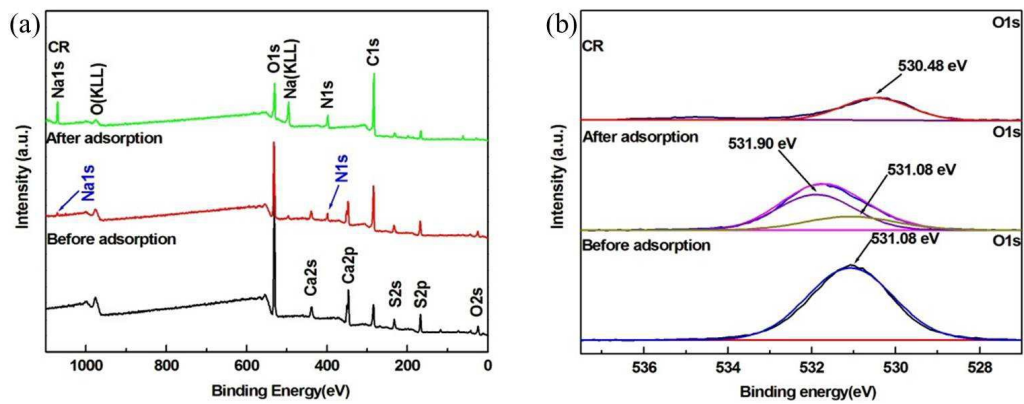 (a)
CR
Na1s
O(KLL)
O1s
Na(KLL)
N1s
C1s
After adsorption
Na1s
N1s
Before adsorption
Ca2s
Ca2p
S2s
S2p
O2s
Intensity (a.u.)
1000 800 600 400 200 0
Binding Energy(eV)
(b)
O1s
CR
530.48 eV
After adsorption
O1s
531.90 eV
531.08 eV
Before adsorption
O1s
531.08 eV
Intensity (a.u.)
536 534 532 530 528
Binding energy(eV)